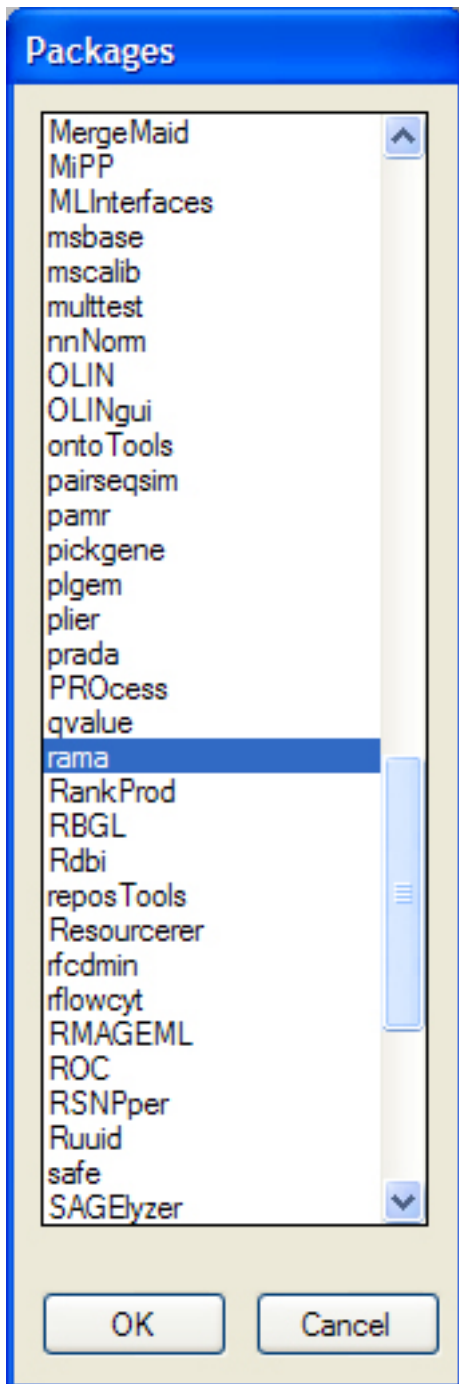 Packages
MergeMaid
MiPP
MLInterfaces
msbase
mscalib
multtest
nnNorm
OLIN
OLINgui
ontoTools
pairseqsim
pamr
pickgene
plgem
plier
prada
PROcess
qvalue
rama
RankProd
RBGL
Rdbi
reposTools
Resourcerer
rfcdmin
rflowcyt
RMAGEML
ROC
RSNPper
Ruuid
safe
SAGElyzer
OK Cancel